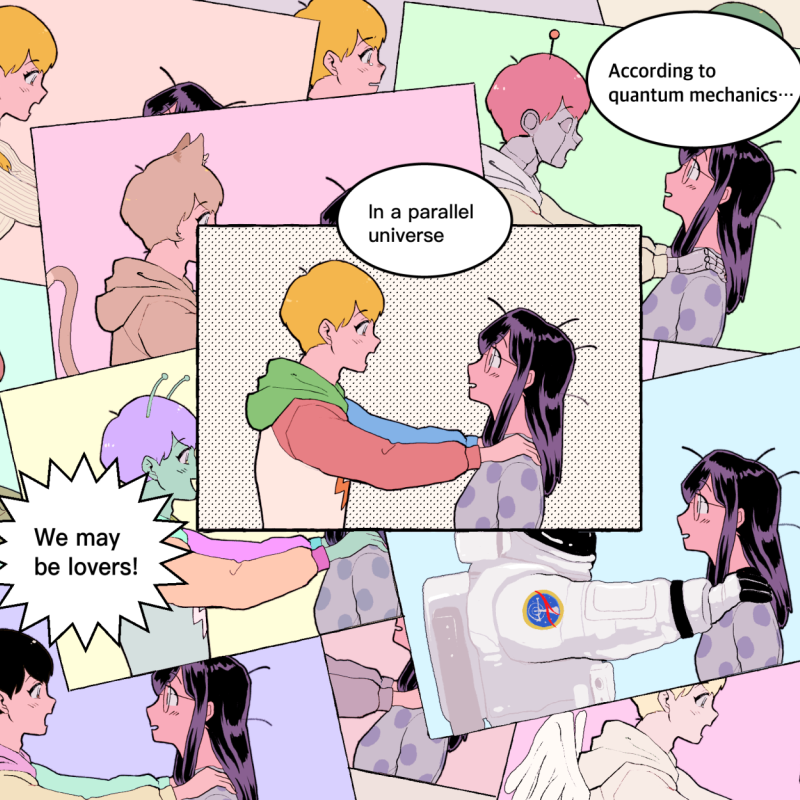 According to
quantum mechanics…
In a parallel
universe
We may
be lovers!